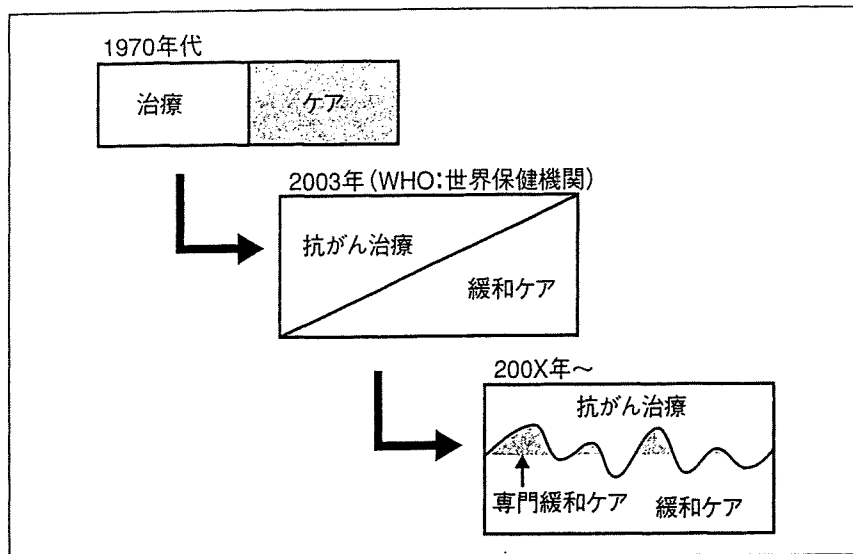 1970年代
治療 ケア
2003年(WHO:世界保健機関)
抗がん治療
緩和ケア
200X年～
抗がん治療
専門緩和ケア 緩和ケア